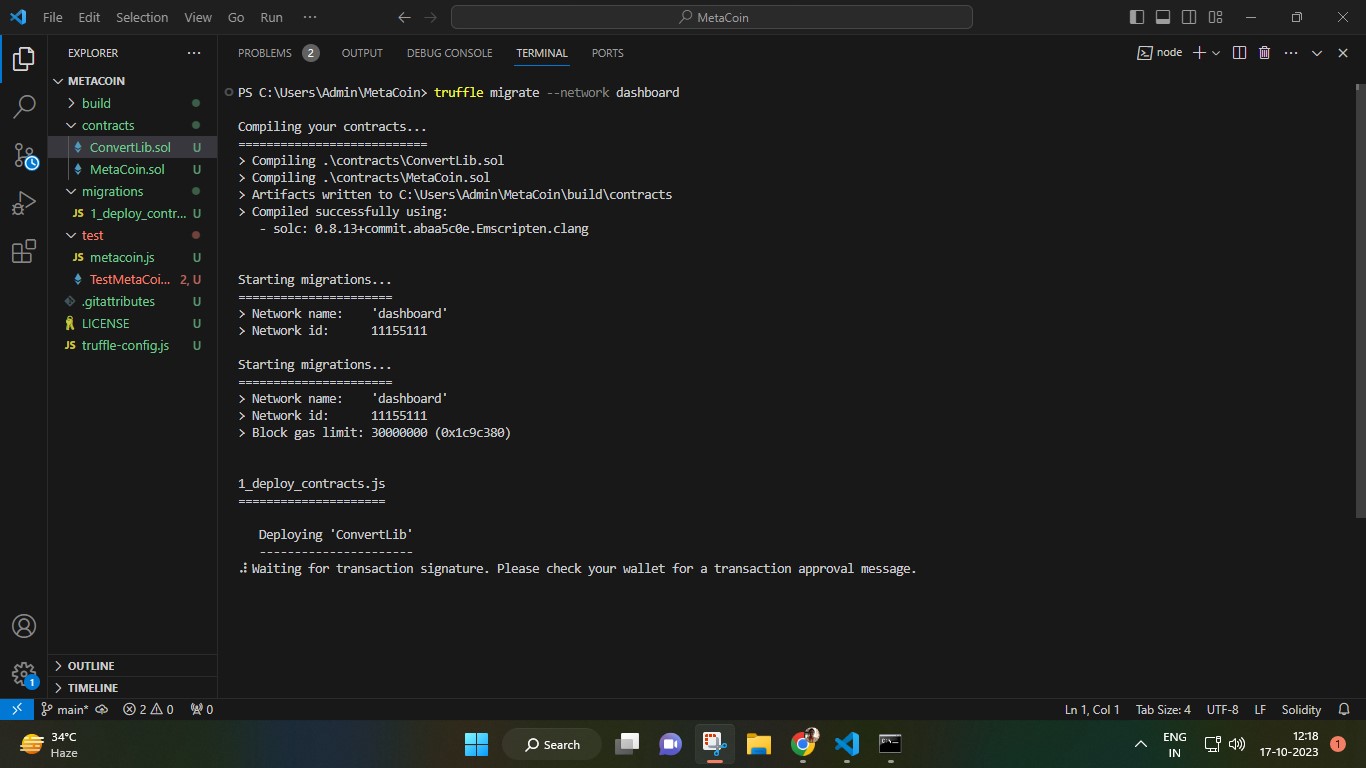 File Edit Selection View Go Run ···
MetaCoin
EXPLORER ···
METACOIN
build
contracts
ConvertLib.sol U
MetaCoin.sol U
migrations
JS 1_deploy_contr... U
test
JS metacoin.js U
TestMetaCoi... 2, U
.gitattributes U
LICENSE U
JS truffle-config.js U
OUTLINE
TIMELINE
1
PROBLEMS 2 OUTPUT DEBUG CONSOLE TERMINAL PORTS
node
PS C:\Users\Admin\MetaCoin> truffle migrate --network dashboard
Compiling your contracts...
===========================
> Compiling .\contracts\ConvertLib.sol
> Compiling .\contracts\MetaCoin.sol
> Artifacts written to C:\Users\Admin\MetaCoin\build\contracts
> Compiled successfully using:
- solc: 0.8.13+commit.abaa5c0e.Emscripten.clang
Starting migrations...
======================
> Network name: 'dashboard'
> Network id: 11155111
Starting migrations...
======================
> Network name: 'dashboard'
> Network id: 11155111
> Block gas limit: 30000000 (0x1c9c380)
1_deploy_contracts.js
=====================
Deploying 'ConvertLib'
----------------------
Waiting for transaction signature. Please check your wallet for a transaction approval message.
main* 2 0 0
Ln 1, Col 1 Tab Size: 4 UTF-8 LF Solidity
34°C
Haze
Search
ENG
IN
12:18
17-10-2023
1